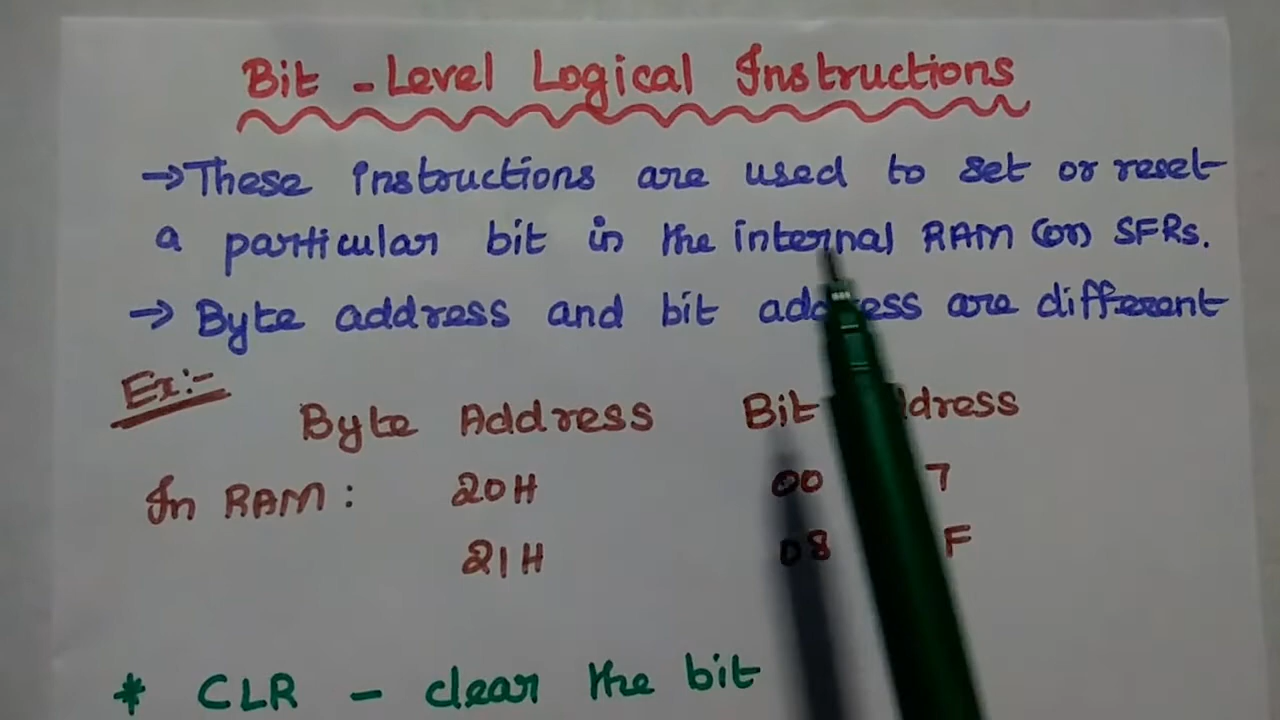 Bit - Level Logical Instructions
→ These instructions are used to set or reset
a particular bit in the internal RAM (or) SFRs.
→ Byte address and bit address are different
Ex:-
Byte Address Bit
In RAM: 20H 00 7
21H 08 F
* CLR - clear the bit